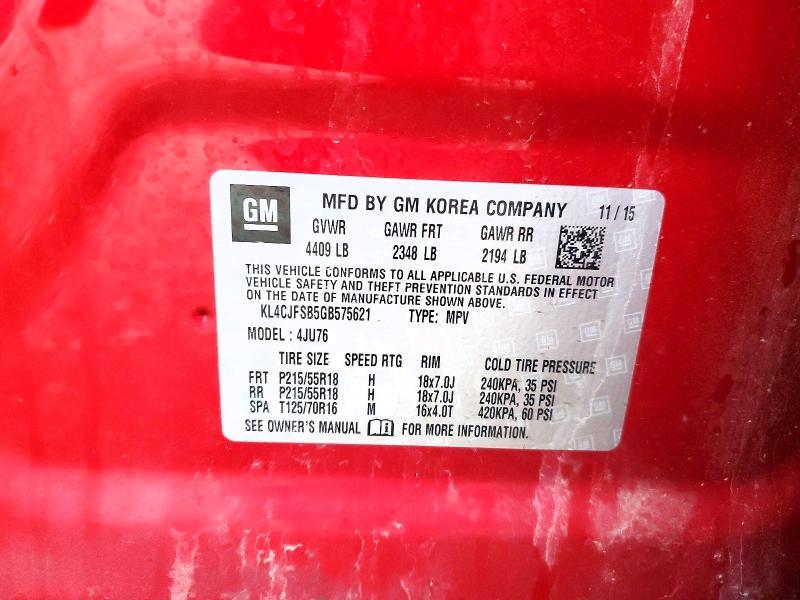 GM MFD BY GM KOREA COMPANY 11 / 15
GVWR GAWR FRT GAWR RR
4409 LB 2348 LB 2194 LB
THIS VEHICLE CONFORMS TO ALL APPLICABLE U.S. FEDERAL MOTOR
VEHICLE SAFETY AND THEFT PREVENTION STANDARDS IN EFFECT
ON THE DATE OF MANUFACTURE SHOWN ABOVE.
KL4CJFSB5GB575621 TYPE: MPV
MODEL : 4JU76
TIRE SIZE SPEED RTG RIM COLD TIRE PRESSURE
FRT P215/55R18 H 18x7.0J 240KPA, 35 PSI
RR P215/55R18 H 18x7.0J 240KPA, 35 PSI
SPA T125/70R16 M 16x4.0T 420KPA, 60 PSI
SEE OWNER'S MANUAL FOR MORE INFORMATION.